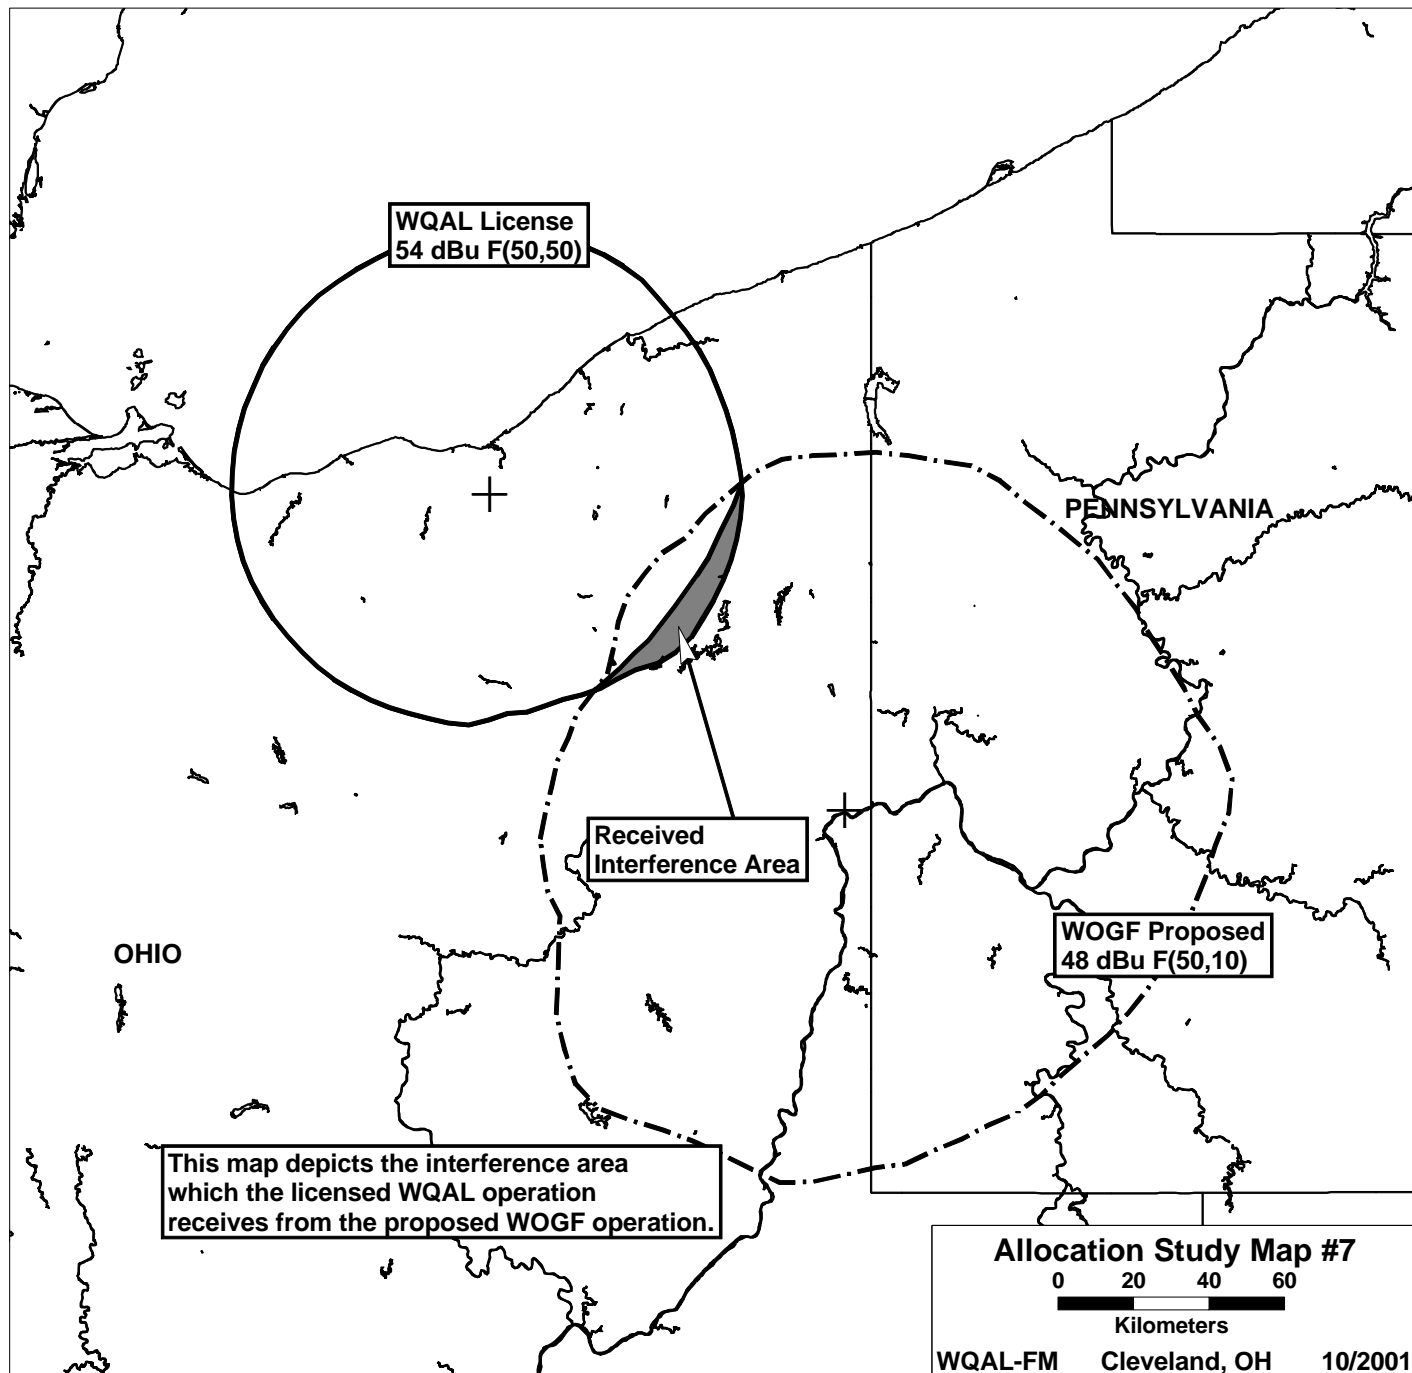 WQAL License
54 dBu F(50,50)
PENNSYLVANIA
Received
Interference Area
WOGF Proposed
48 dBu F(50,10)
OHIO
This map depicts the interference area
which the licensed WQAL operation
receives from the proposed WOGF operation.
Allocation Study Map #7
0 20 40 60
Kilometers
WQAL-FM Cleveland, OH 10/2001